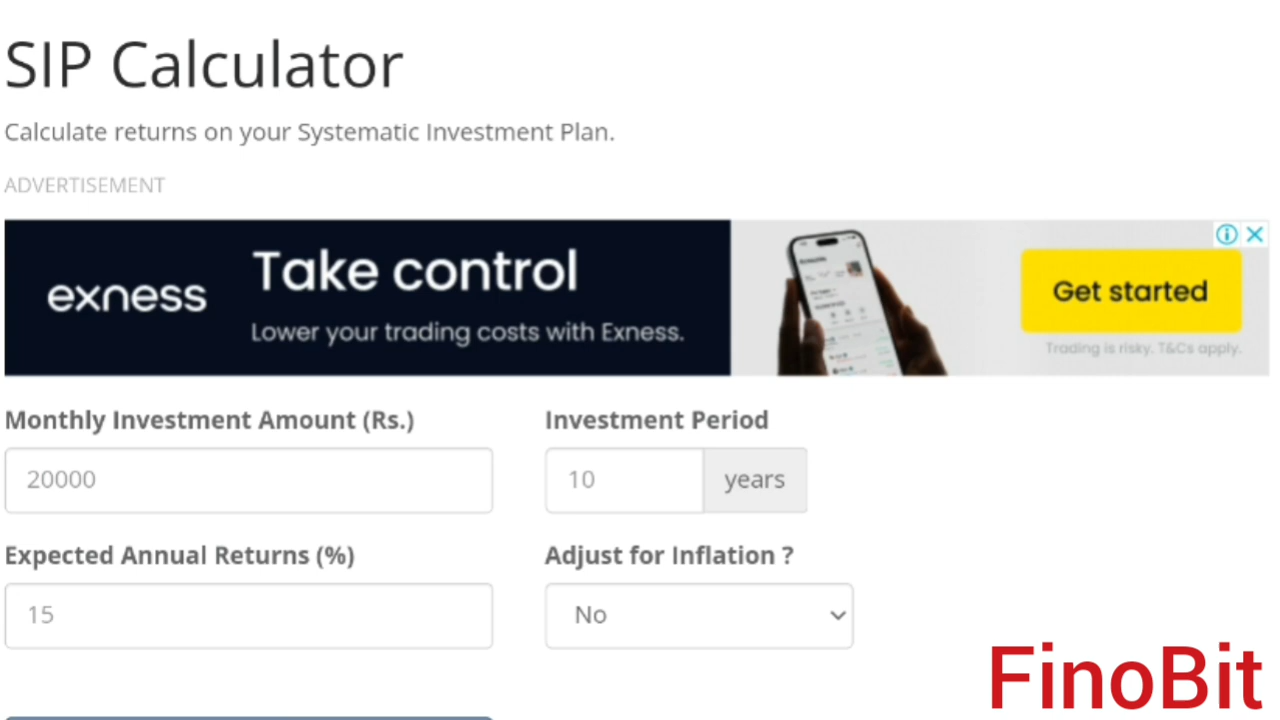 SIP Calculator
Calculate returns on your Systematic Investment Plan.
ADVERTISEMENT
exness
Take control
Lower your trading costs with Exness.
Get started
Trading is risky. T&Cs apply.
Monthly Investment Amount (Rs.)
Investment Period
20000
10
years
Expected Annual Returns (%)
Adjust for Inflation ?
15
No
FinoBit